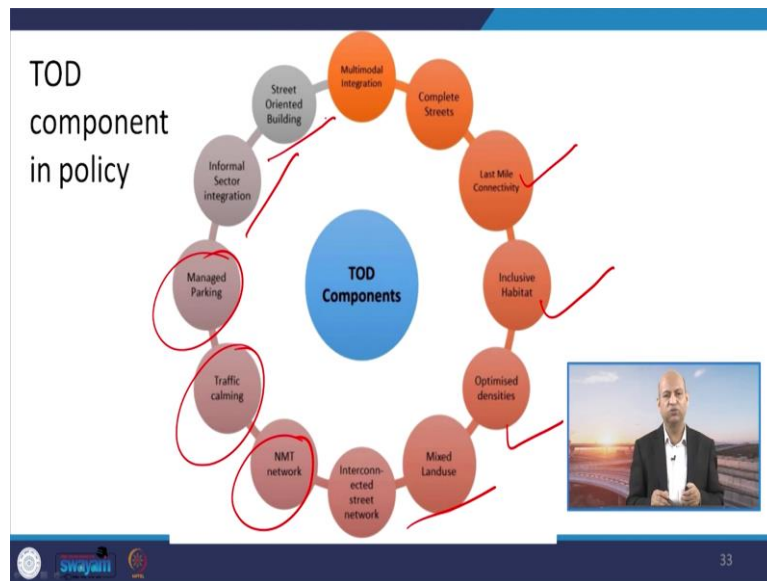 TOD
component
in policy
Multimodal
Integration
Complete
Streets
Last Mile
Connectivity
Inclusive
Habitat
Optimised
densities
Mixed
Landuse
Interconn-
ected
street
network
NMT
network
Traffic
calming
Managed
Parking
Informal
Sector
integration
Street
Oriented
Building
TOD
Components
swayam
33